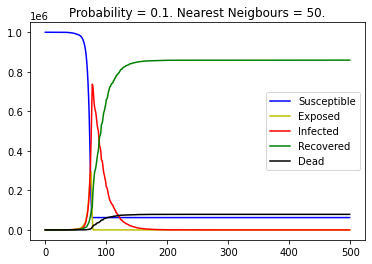 Probability = 0.1. Nearest Neigbours = 50.
1e6
1.0
0.8
0.6
0.4
0.2
0.0
Susceptible
Exposed
Infected
Recovered
Dead
0 100 200 300 400 500